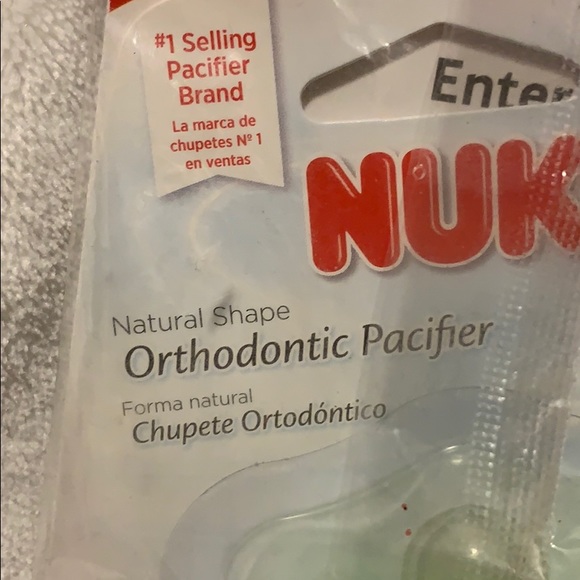 #1 Selling
Pacifier
Brand
La marca de
chupetes Nº 1
en ventas
Enter
NUK
Natural Shape
Orthodontic Pacifier
Forma natural
Chupete Ortodóntico